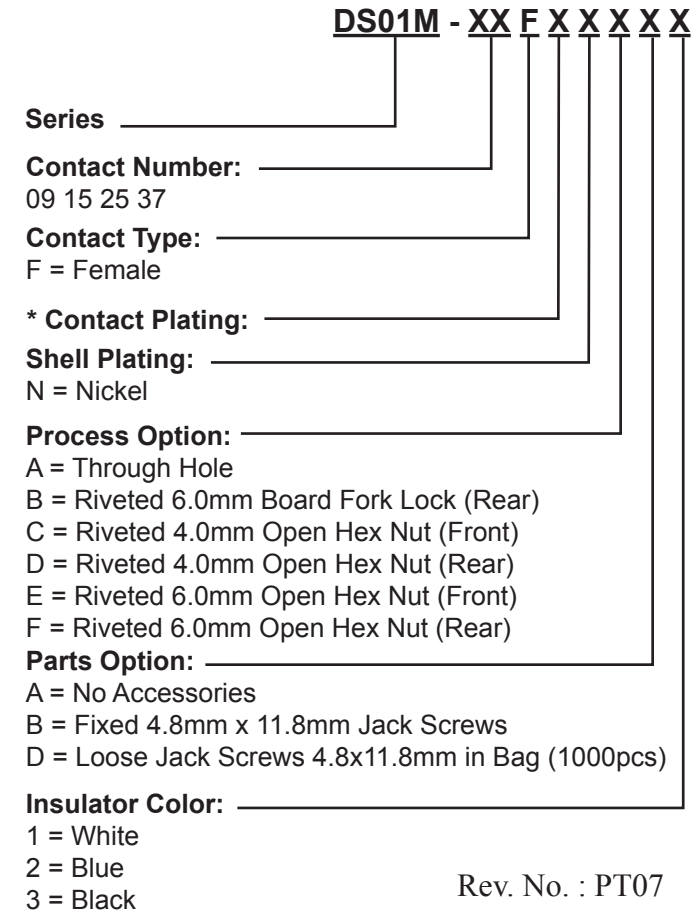 DS01M - XX F X X X X X
Series
Contact Number:
09 15 25 37
Contact Type:
F = Female
* Contact Plating:
Shell Plating:
N = Nickel
Process Option:
A = Through Hole
B = Riveted 6.0mm Board Fork Lock (Rear)
C = Riveted 4.0mm Open Hex Nut (Front)
D = Riveted 4.0mm Open Hex Nut (Rear)
E = Riveted 6.0mm Open Hex Nut (Front)
F = Riveted 6.0mm Open Hex Nut (Rear)
Parts Option:
A = No Accessories
B = Fixed 4.8mm x 11.8mm Jack Screws
D = Loose Jack Screws 4.8x11.8mm in Bag (1000pcs)
Insulator Color:
1 = White
2 = Blue
3 = Black
Rev. No. : PT07